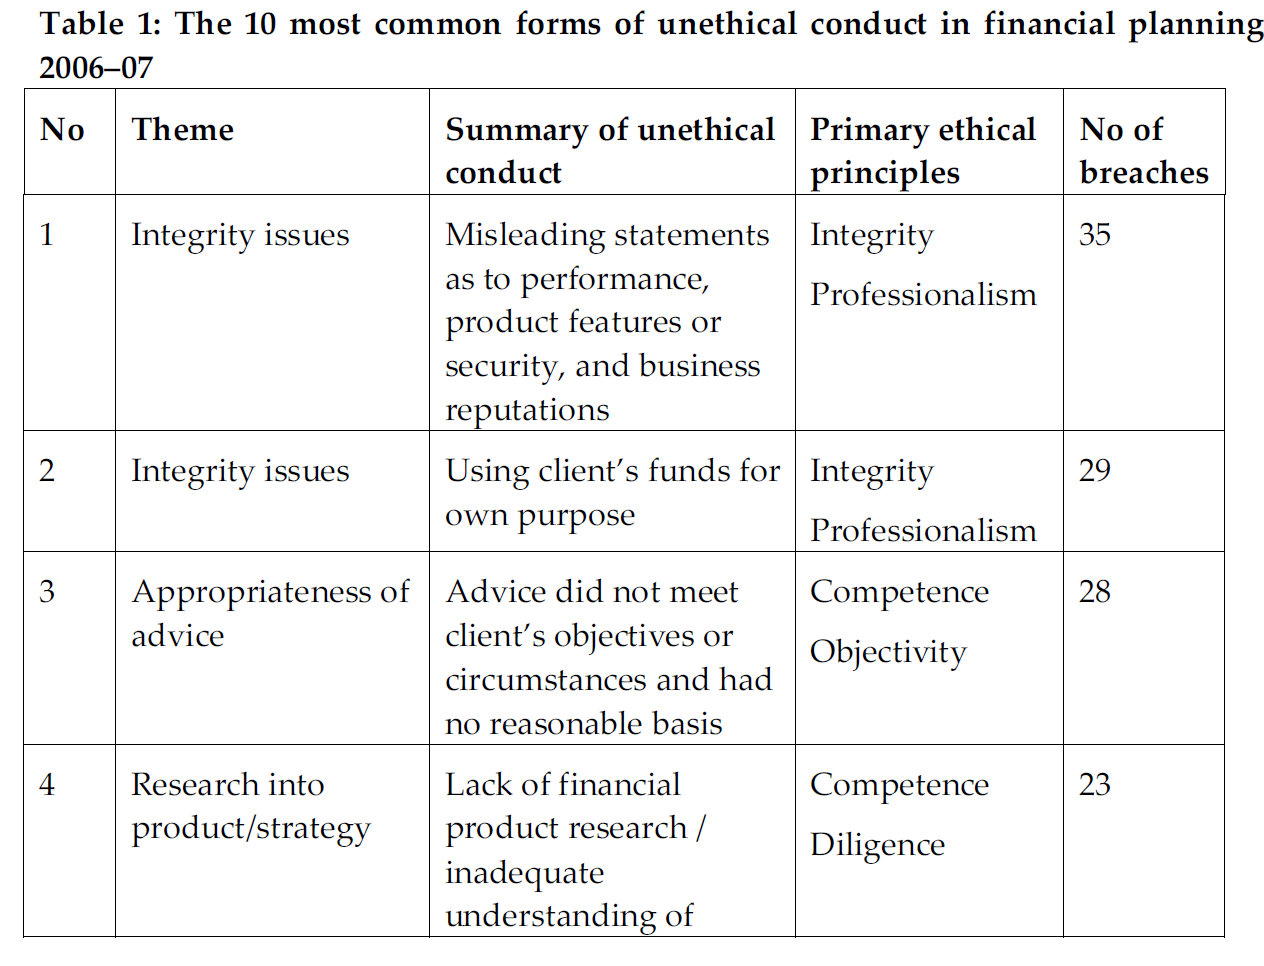 Table 1: The 10 most common forms of unethical conduct in financial planning
2006–07
No Theme Summary of unethical conduct Primary ethical principles No of breaches
1 Integrity issues Misleading statements as to performance, product features or security, and business reputations Integrity Professionalism 35
2 Integrity issues Using client’s funds for own purpose Integrity Professionalism 29
3 Appropriateness of advice Advice did not meet client’s objectives or circumstances and had no reasonable basis Competence Objectivity 28
4 Research into product/strategy Lack of financial product research / inadequate understanding of Competence Diligence 23